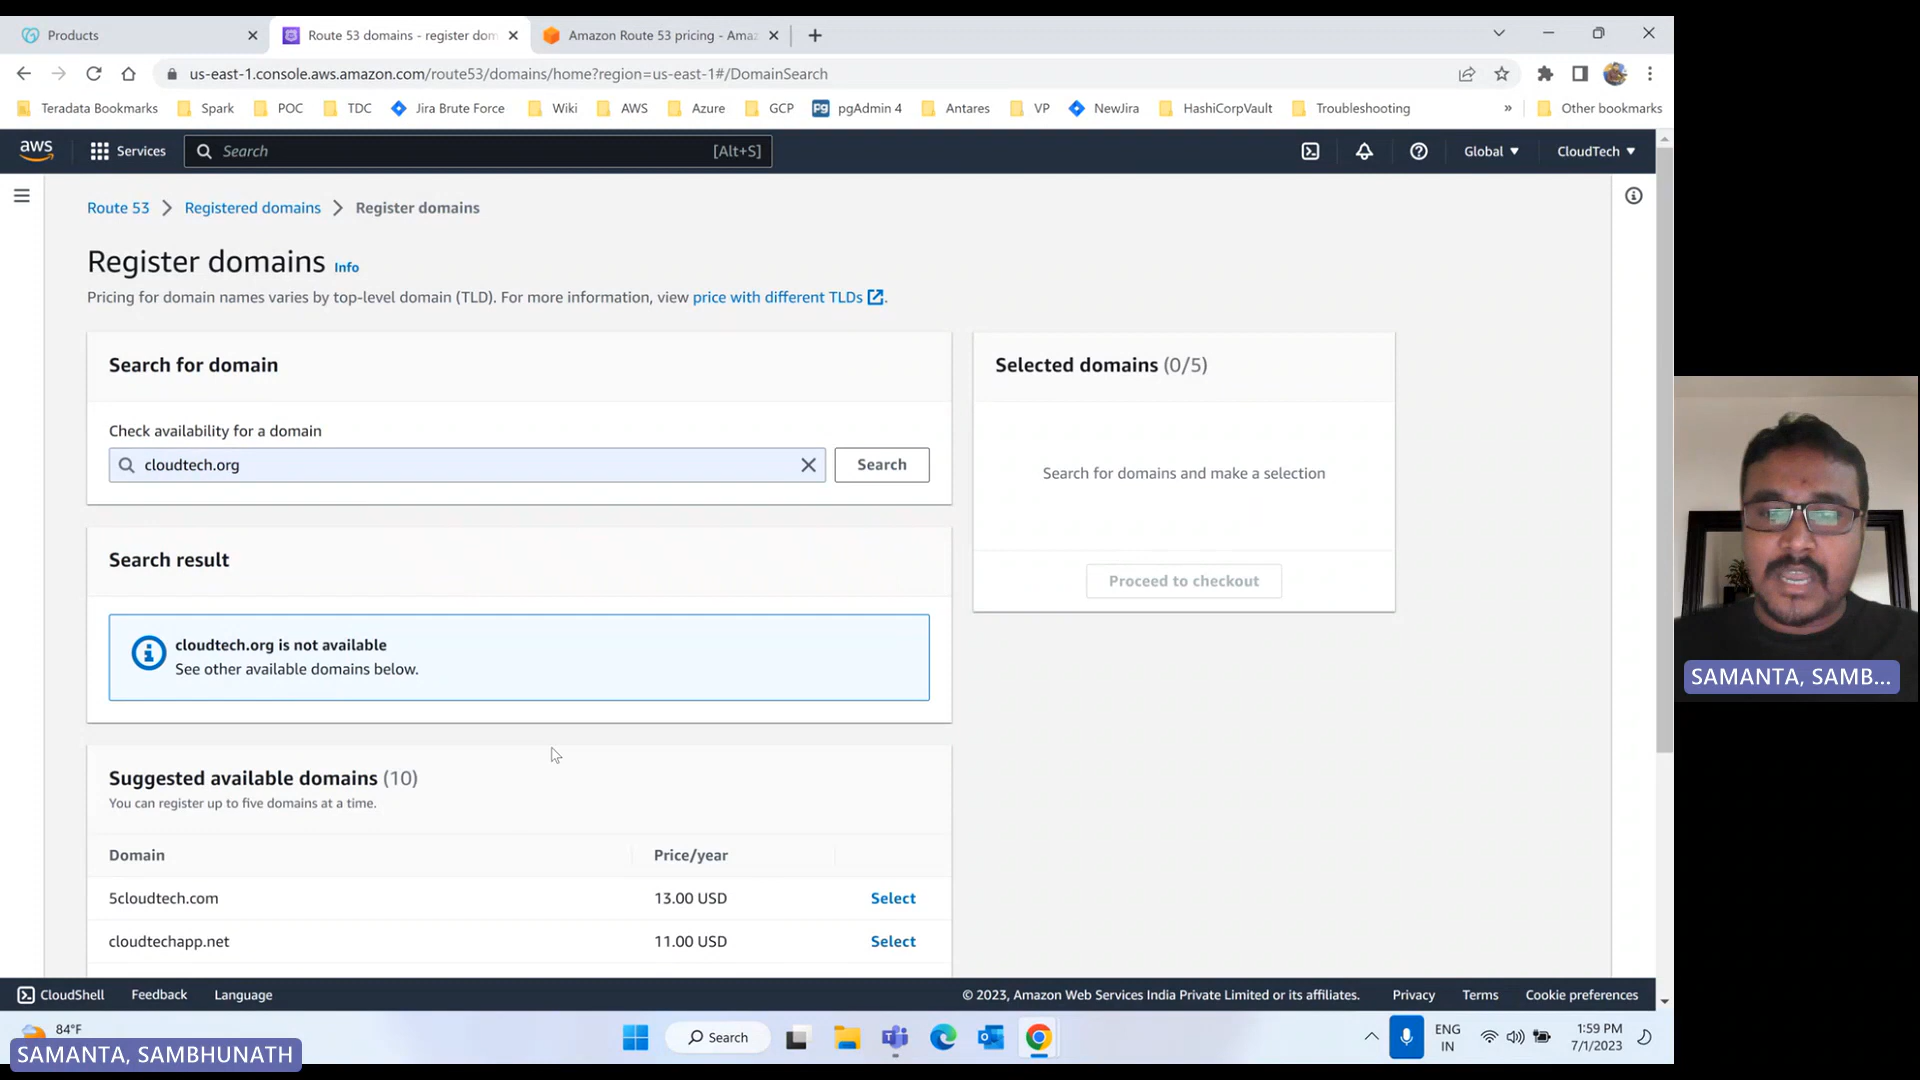 Products
Route 53 domains - register dom
Amazon Route 53 pricing - Amaz
us-east-1.console.aws.amazon.com/route53/domains/home?region=us-east-1#/DomainSearch
Teradata Bookmarks
Spark
POC
TDC
Jira Brute Force
Wiki
AWS
Azure
GCP
Pg
pgAdmin 4
Antares
VP
NewJira
HashiCorpVault
Troubleshooting
»
Other bookmarks
aws
Services
Search
[Alt+S]
Global
CloudTech
Route 53
Registered domains
Register domains
Register domains Info
Pricing for domain names varies by top-level domain (TLD). For more information, view price with different TLDs.
Search for domain
Check availability for a domain
cloudtech.org
Search
Selected domains (0/5)
Search for domains and make a selection
Proceed to checkout
Search result
cloudtech.org is not available
See other available domains below.
Suggested available domains (10)
You can register up to five domains at a time.
Domain
Price/year
5cloudtech.com
13.00 USD
Select
cloudtechapp.net
11.00 USD
Select
CloudShell
Feedback
Language
© 2023, Amazon Web Services India Private Limited or its affiliates.
Privacy
Terms
Cookie preferences
84°F
Search
ENG
IN
1:59 PM
7/1/2023
SAMANTA, SAMBHUNATH
SAMANTA, SAMB...